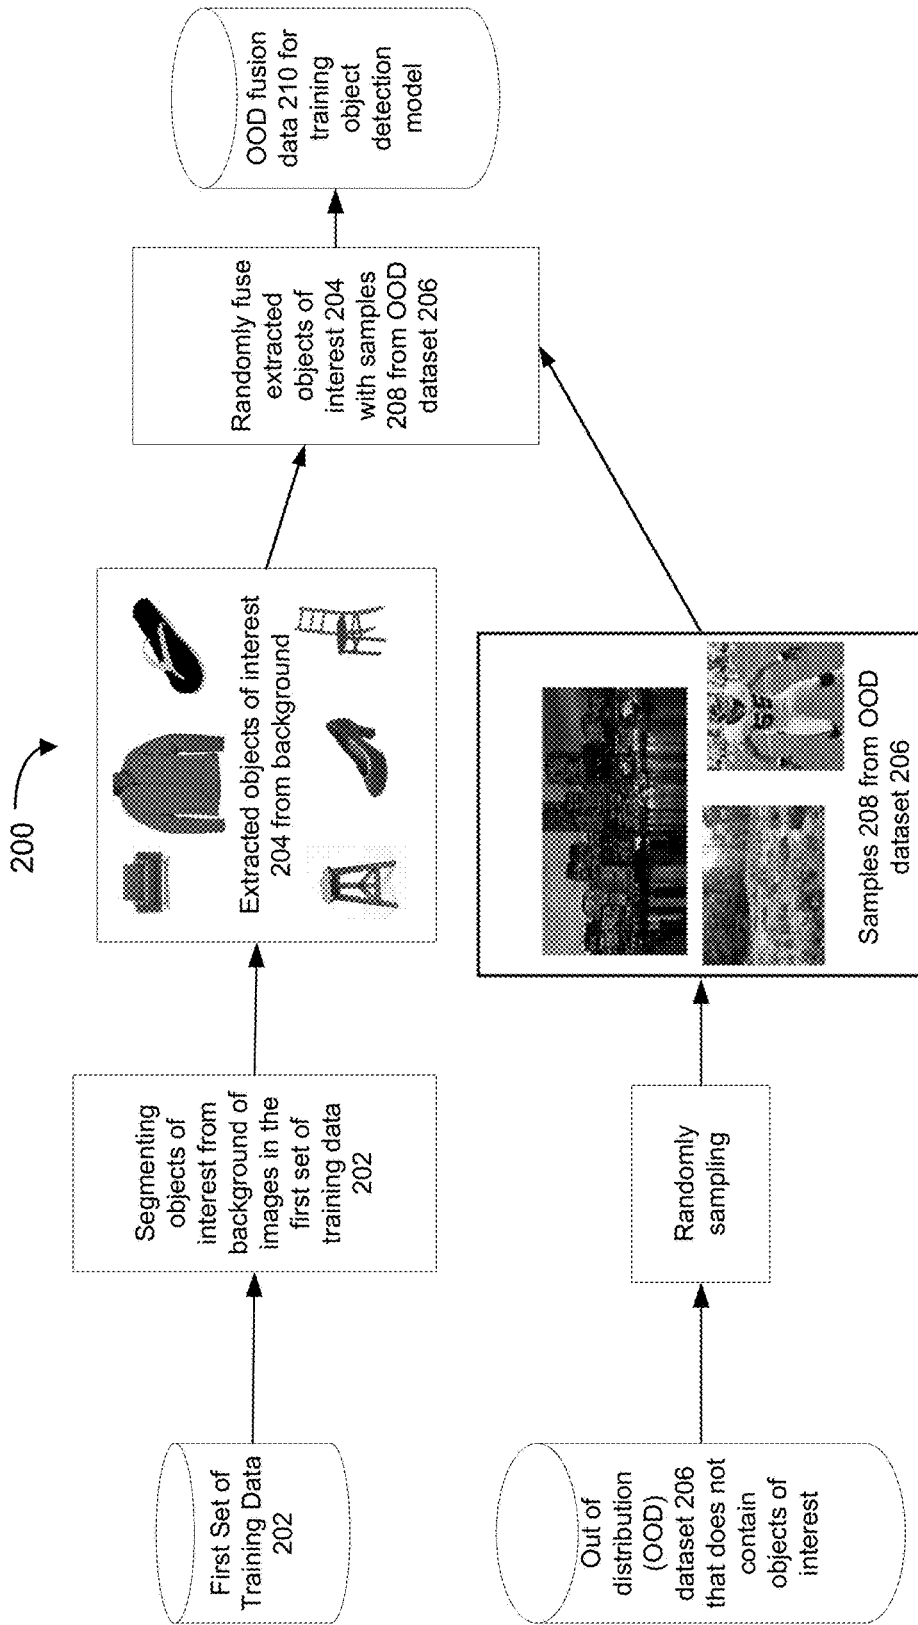 200
First Set of
Training Data
202
Segmenting
objects of
interest from
background of
images in the
first set of
training data
202
Extracted objects of interest
204 from background
Randomly fuse
extracted
objects of
interest 204
with samples
208 from OOD
dataset 206
OOD fusion
data 210 for
training
object
detection
model
Out of
distribution
(OOD)
dataset 206
that does not
contain
objects of
interest
Randomly
sampling
Samples 208 from OOD
dataset 206